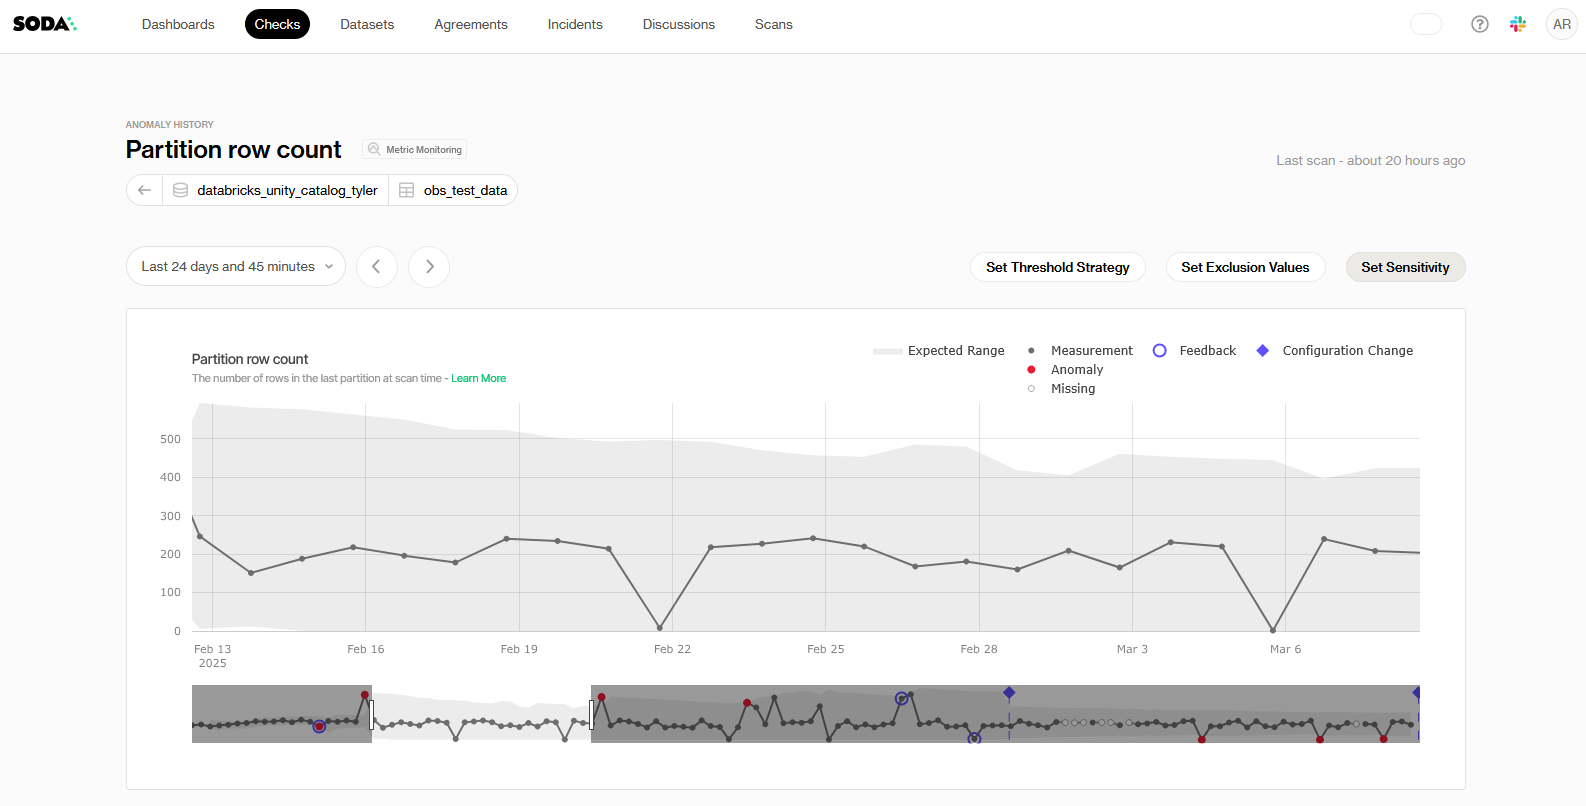 SODA
Dashboards Checks Datasets Agreements Incidents Discussions Scans
AR
ANOMALY HISTORY
Partition row count
Metric Monitoring
Last scan - about 20 hours ago
databricks_unity_catalog_tyler
obs_test_data
Last 24 days and 45 minutes
Set Threshold Strategy
Set Exclusion Values
Set Sensitivity
Partition row count
The number of rows in the last partition at scan time - Learn More
Expected Range
Measurement
Feedback
Configuration Change
Anomaly
Missing
500
400
300
200
100
0
Feb 13 Feb 16 Feb 19 Feb 22 Feb 25 Feb 28 Mar 3 Mar 6
2025